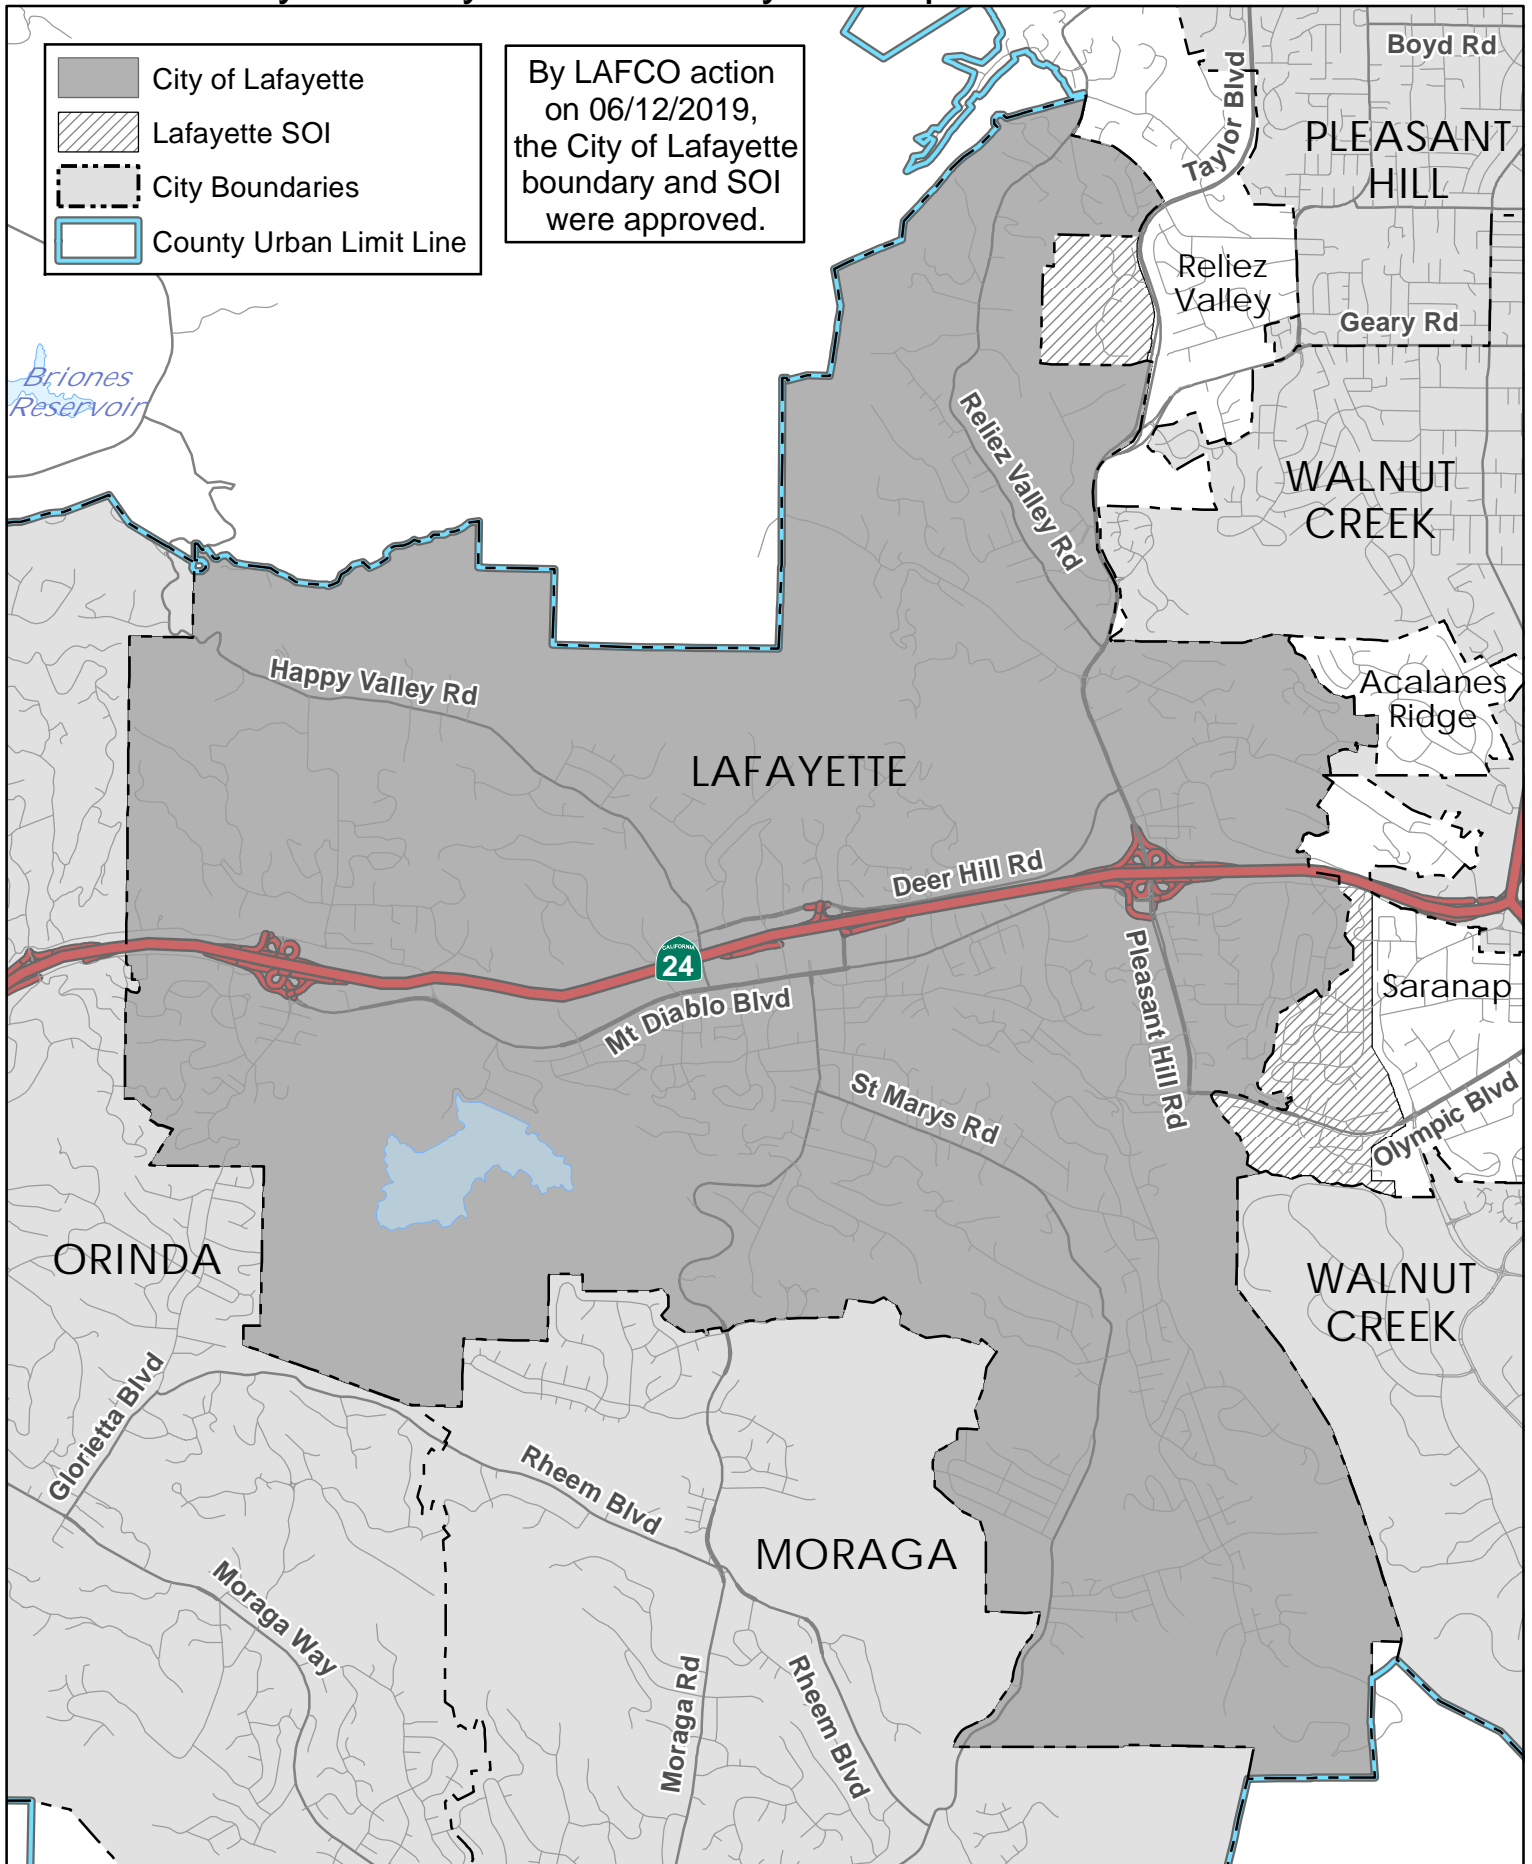 City of Lafayette
Lafayette SOI
City Boundaries
County Urban Limit Line
By LAFCO action
on 06/12/2019,
the City of Lafayette
boundary and SOI
were approved.
Boyd Rd
Taylor Blvd
PLEASANT
HILL
Reliez
Valley
Geary Rd
Briones
Reservoir
Reliez Valley Rd
WALNUT
CREEK
Happy Valley Rd
Acalanes
Ridge
LAFAYETTE
Deer Hill Rd
CALIFORNIA
24
Mt Diablo Blvd
Pleasant Hill Rd
Saranap
St Marys Rd
Olympic Blvd
ORINDA
WALNUT
CREEK
Glorietta Blvd
Rheem Blvd
MORAGA
Moraga Way
Moraga Rd
Rheem Blvd